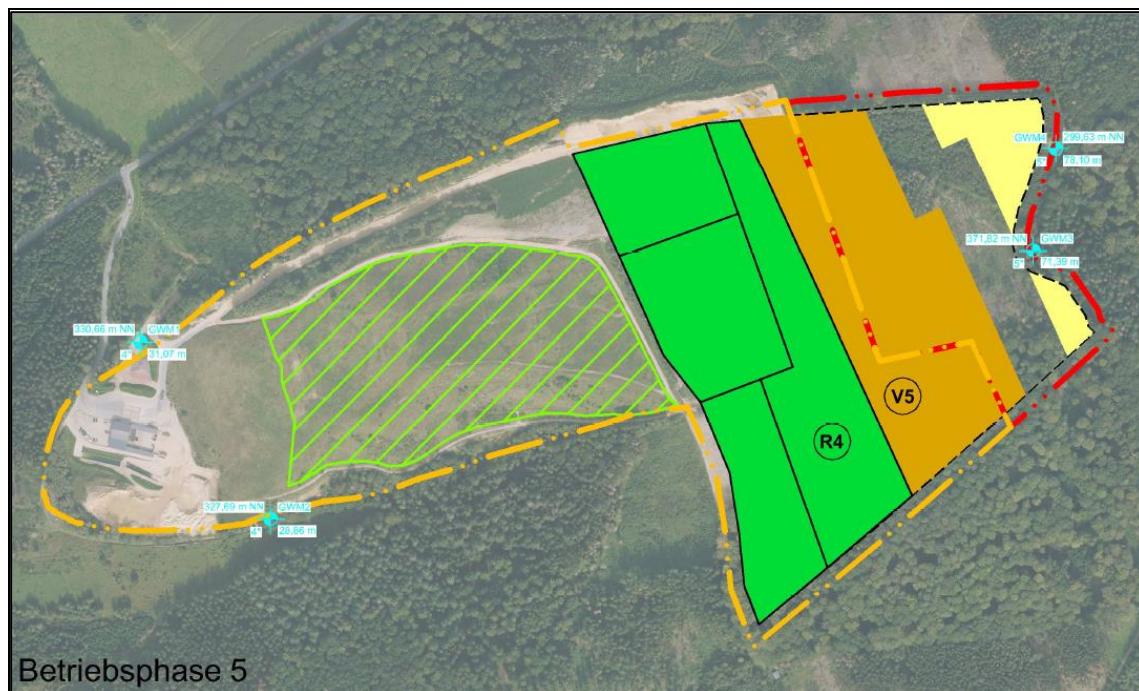 GWM4 299,63 m NN
5" 78,10 m
371,82 m NN GWM3
5" 71,39 m
330,66 m NN GWM1
4" 31,07 m
V5
R4
327,69 m NN GWM2
4" 28,86 m
Betriebsphase 5